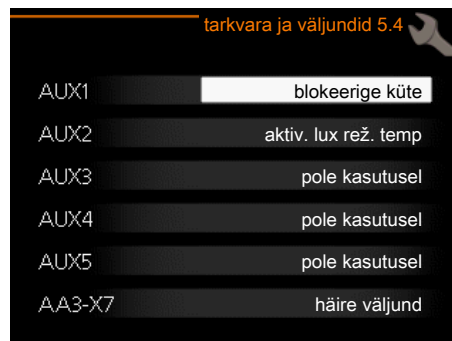 tarkvara ja väljundid 5.4
AUX1 blokeerige küte
AUX2 aktiv. lux rež. temp
AUX3 pole kasutusel
AUX4 pole kasutusel
AUX5 pole kasutusel
AA3-X7 häire väljund